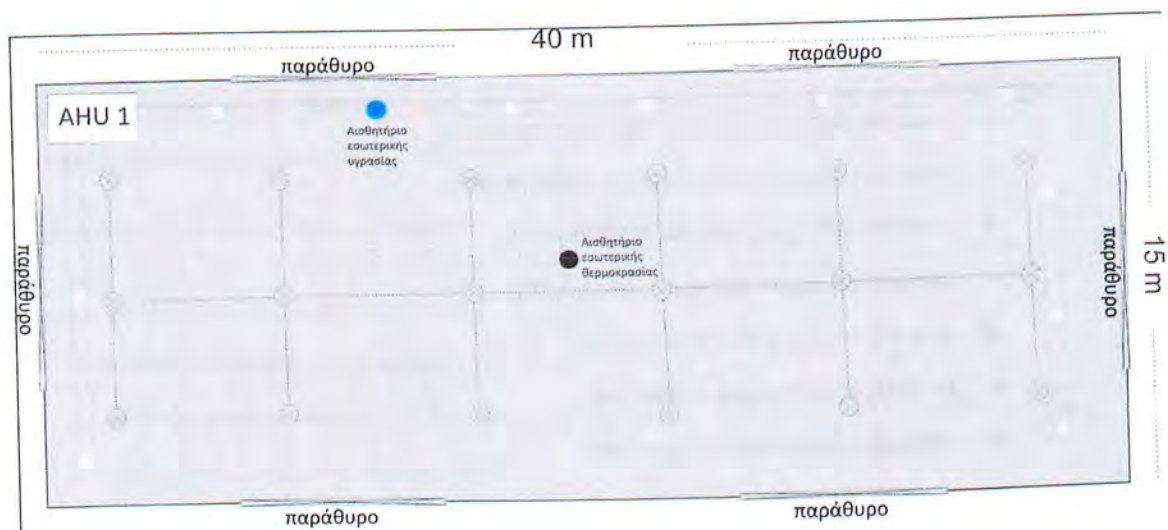 40 m
παράθυρο
παράθυρο
AHU 1
Αισθητήριο
εσωτερικής
υγρασίας
Αισθητήριο
εσωτερικής
θερμοκρασίας
παράθυρο
παράθυρο
15 m
παράθυρο
παράθυρο